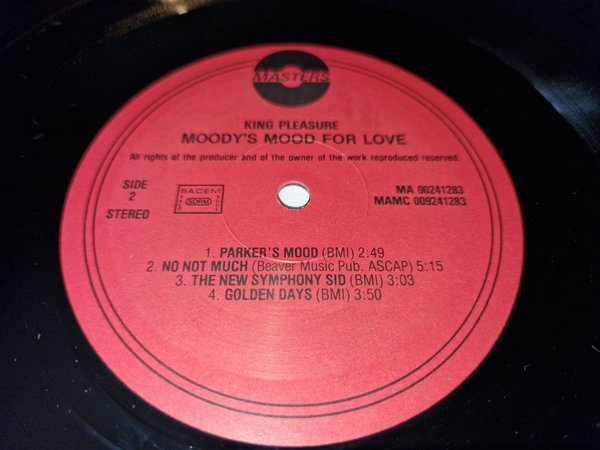 MASTERS
KING PLEASURE
MOODY'S MOOD FOR LOVE
All rights of the producer and of the owner of the work reproduced reserved
SIDE
2
STEREO
SACEM
SDRM
MA 00241283
MAMC 009241283
1. PARKER'S MOOD (BMI) 2:49
2. NO NOT MUCH (Beaver Music Pub. ASCAP) 5:15
3. THE NEW SYMPHONY SID (BMI) 3:03
4. GOLDEN DAYS (BMI) 3:50